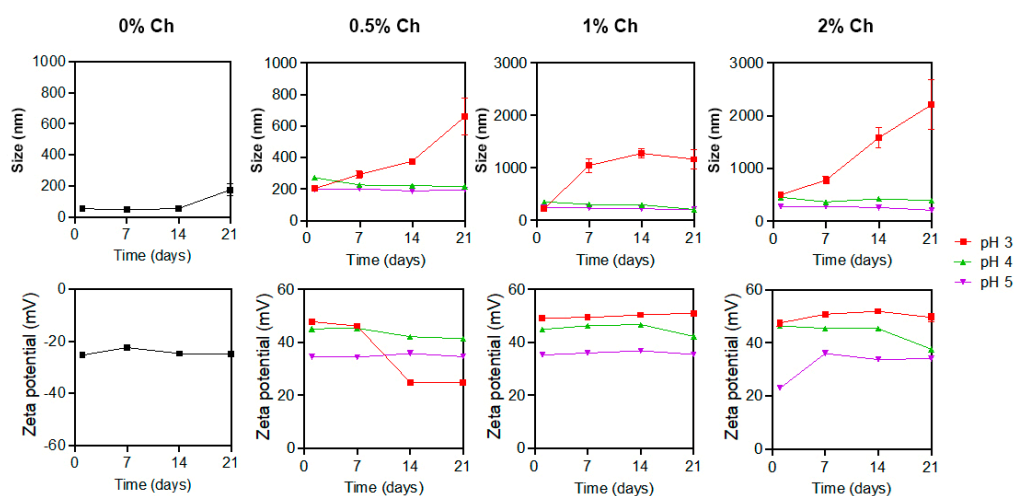 0% Ch
0.5% Ch
1% Ch
2% Ch
Size (nm)
1000
800
600
400
200
0
0
7
14
21
Time (days)
Size (nm)
1000
800
600
400
200
0
0
7
14
21
Time (days)
Size (nm)
3000
2000
1000
0
0
7
14
21
Time (days)
Size (nm)
3000
2000
1000
0
0
7
14
21
Time (days)
pH 3
pH 4
pH 5
Zeta potential (mV)
0
-20
-40
-60
0
7
14
21
Time (days)
Zeta potential (mV)
60
40
20
0
0
7
14
21
Time (days)
Zeta potential (mV)
60
40
20
0
0
7
14
21
Time (days)
Zeta potential (mV)
60
40
20
0
0
7
14
21
Time (days)